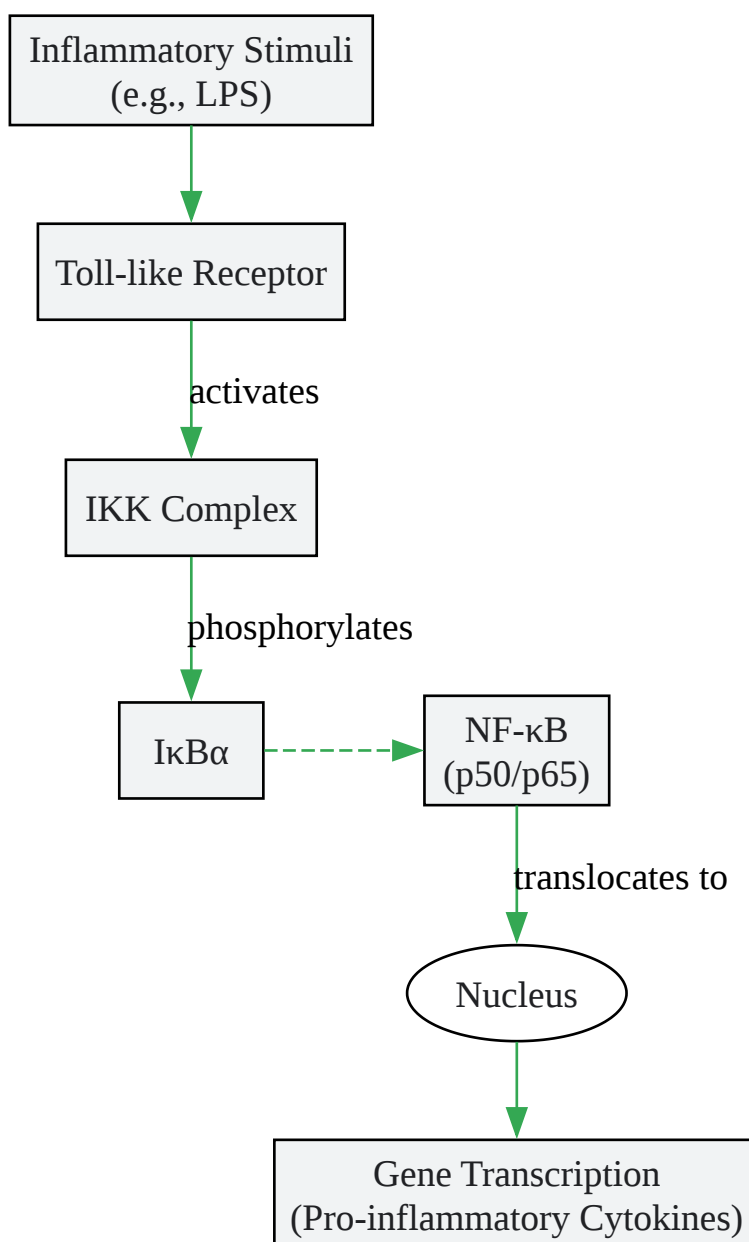 Inflammatory Stimuli
(e.g., LPS)
Toll-like Receptor
activates
IKK Complex
phosphorylates
IκBα
NF-κB
(p50/p65)
translocates to
Nucleus
Gene Transcription
(Pro-inflammatory Cytokines)